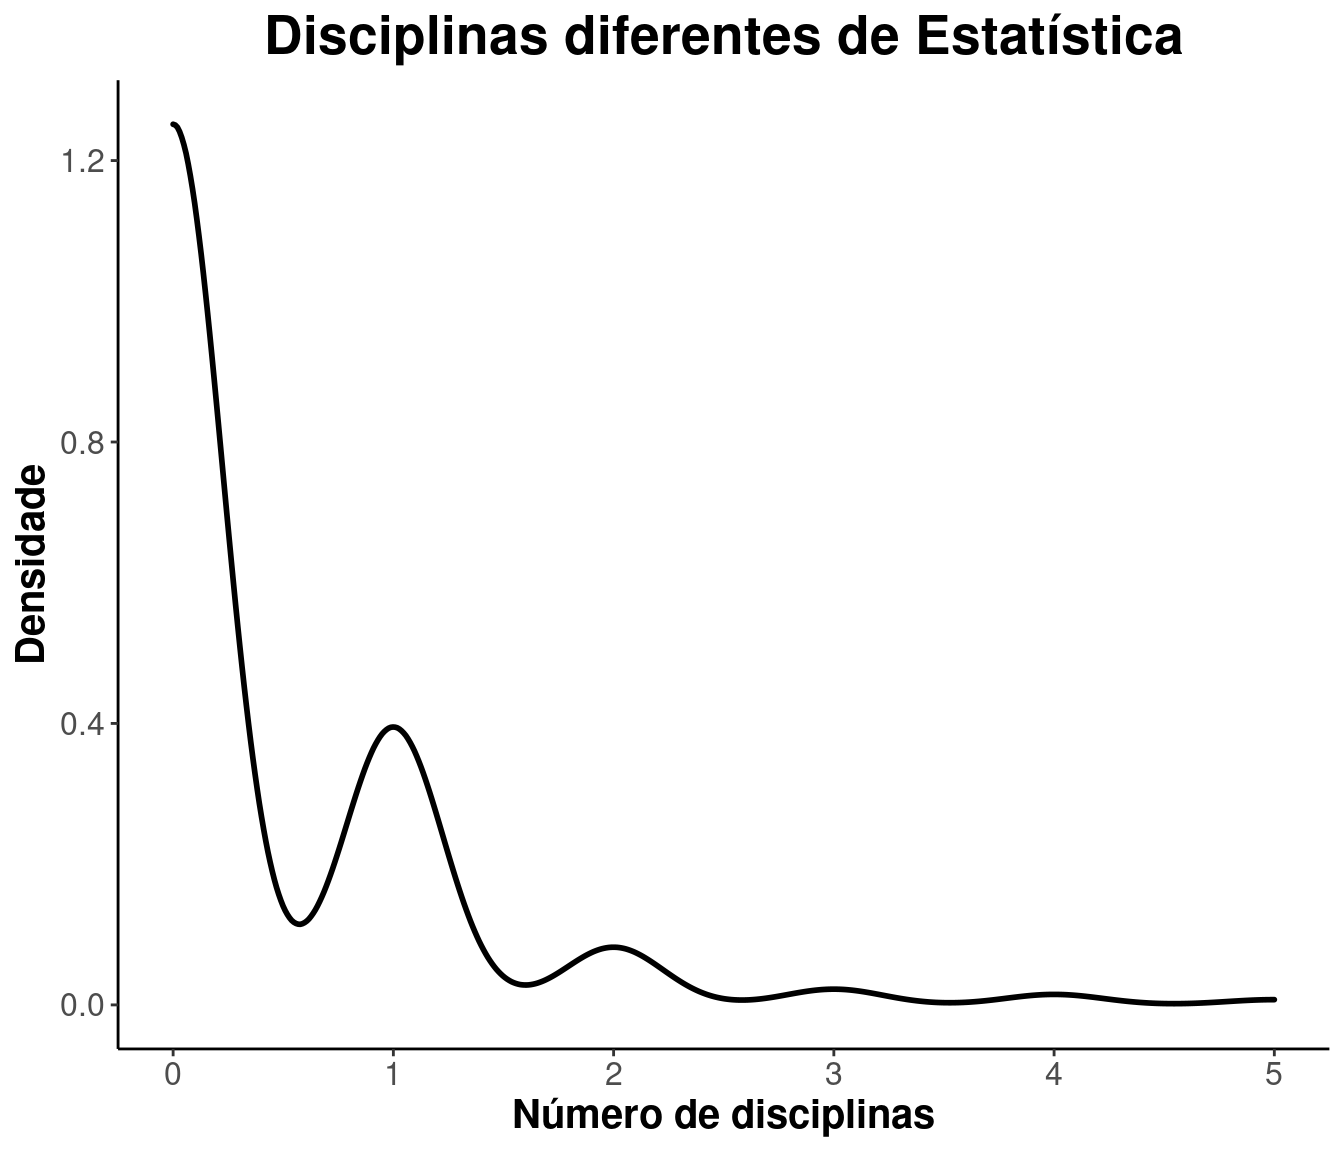 Disciplinas diferentes de Estatística
1.2
0.8
0.4
0.0
Densidade
0 1 2 3 4 5
Número de disciplinas